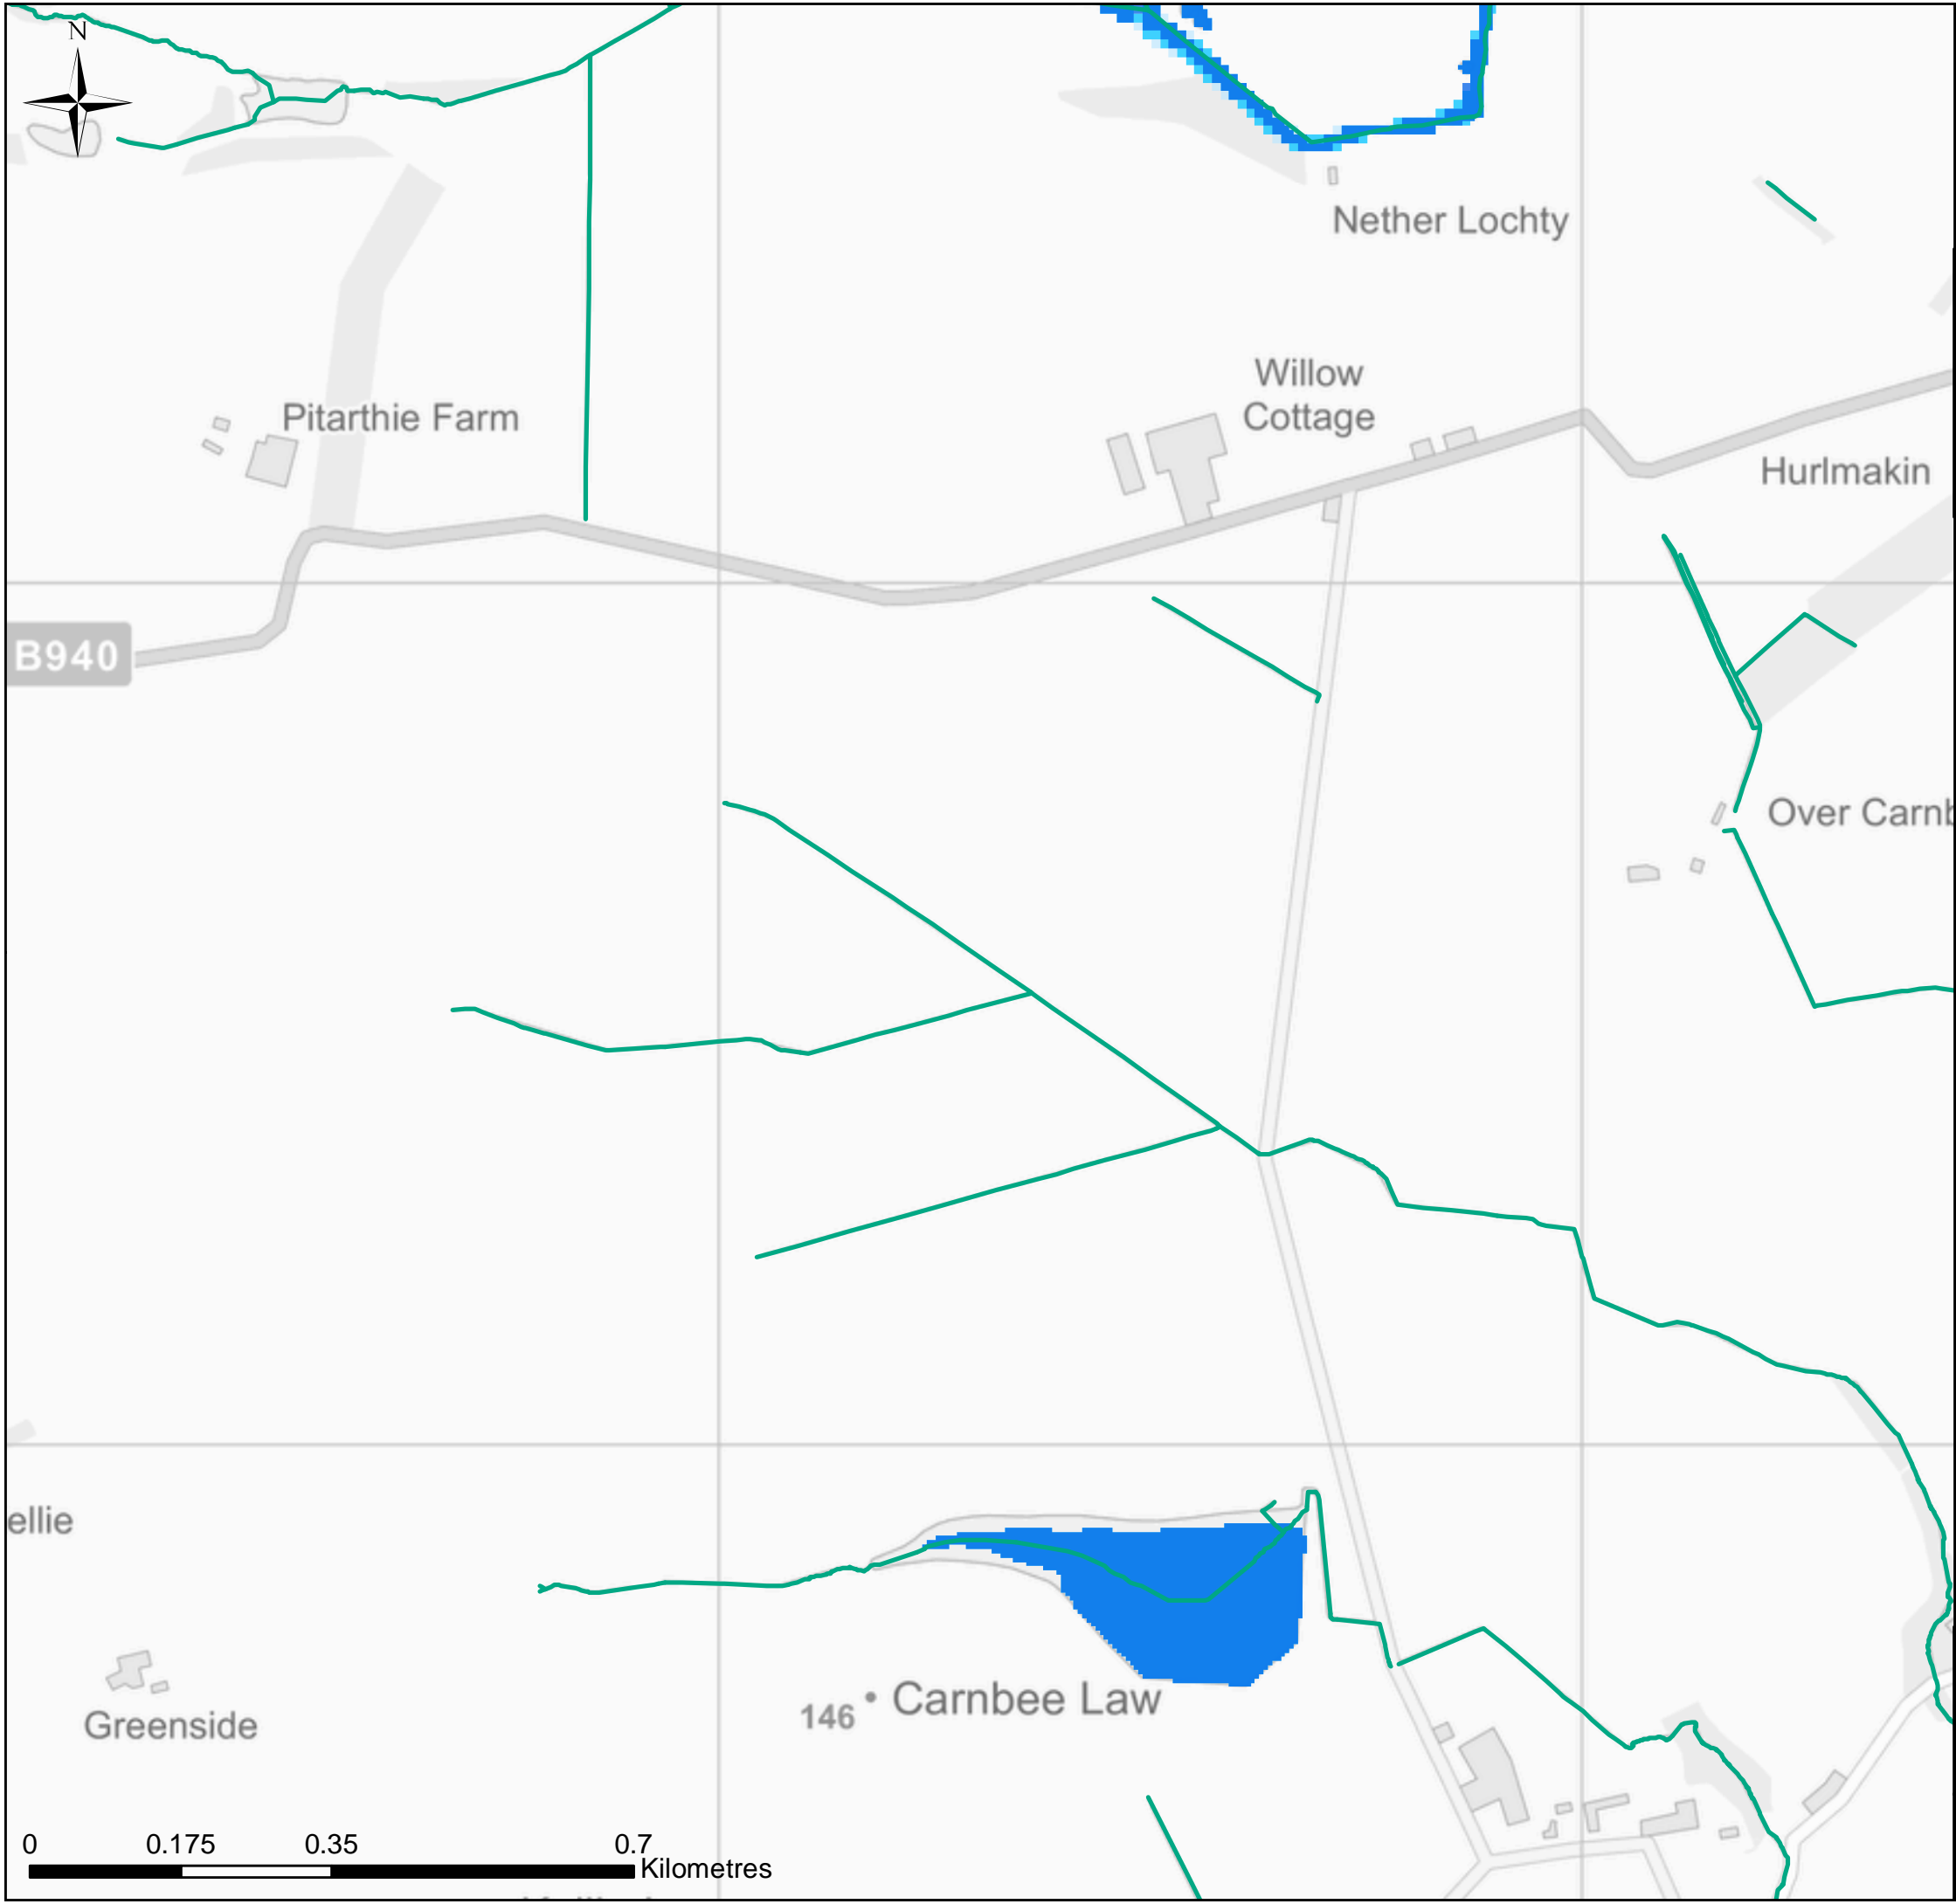 N
Nether Lochty
Willow
Cottage
Pitarthie Farm
Hurlmakin
B940
Over Carnb
ellie
146
Carnbee Law
Greenside
0 0.175 0.35 0.7
Kilometres